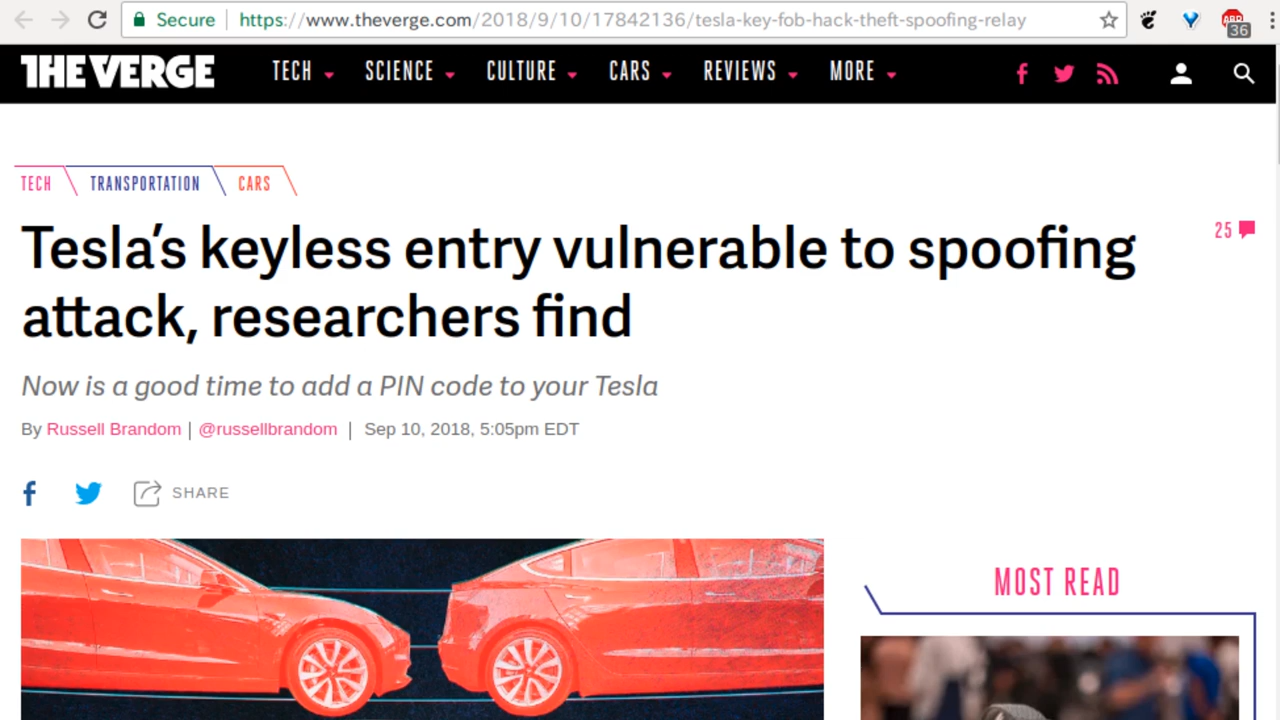 Secure https://www.theverge.com/2018/9/10/17842136/tesla-key-fob-hack-theft-spoofing-relay
ABP 36
THE VERGE TECH SCIENCE CULTURE CARS REVIEWS MORE
TECH TRANSPORTATION CARS
Tesla’s keyless entry vulnerable to spoofing
attack, researchers find
25
Now is a good time to add a PIN code to your Tesla
By Russell Brandom | @russellbrandom | Sep 10, 2018, 5:05pm EDT
SHARE
MOST READ